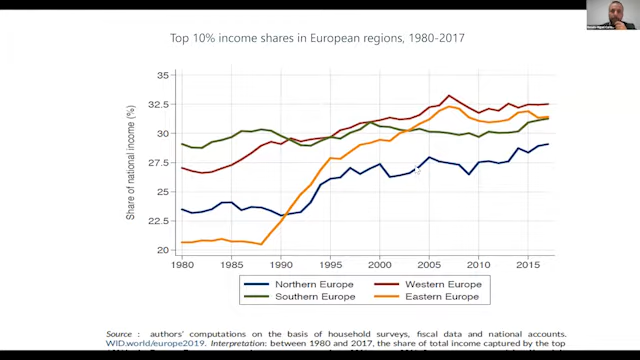 Top 10% income shares in European regions, 1980-2017
Share of national income (%)
35
32.5
30
27.5
25
22.5
20
1980
1985
1990
1995
2000
2005
2010
2015
Northern Europe
Western Europe
Southern Europe
Eastern Europe
Source : authors' computations on the basis of household surveys, fiscal data and national accounts.
WID.world/europe2019. Interpretation: between 1980 and 2017, the share of total income captured by the top